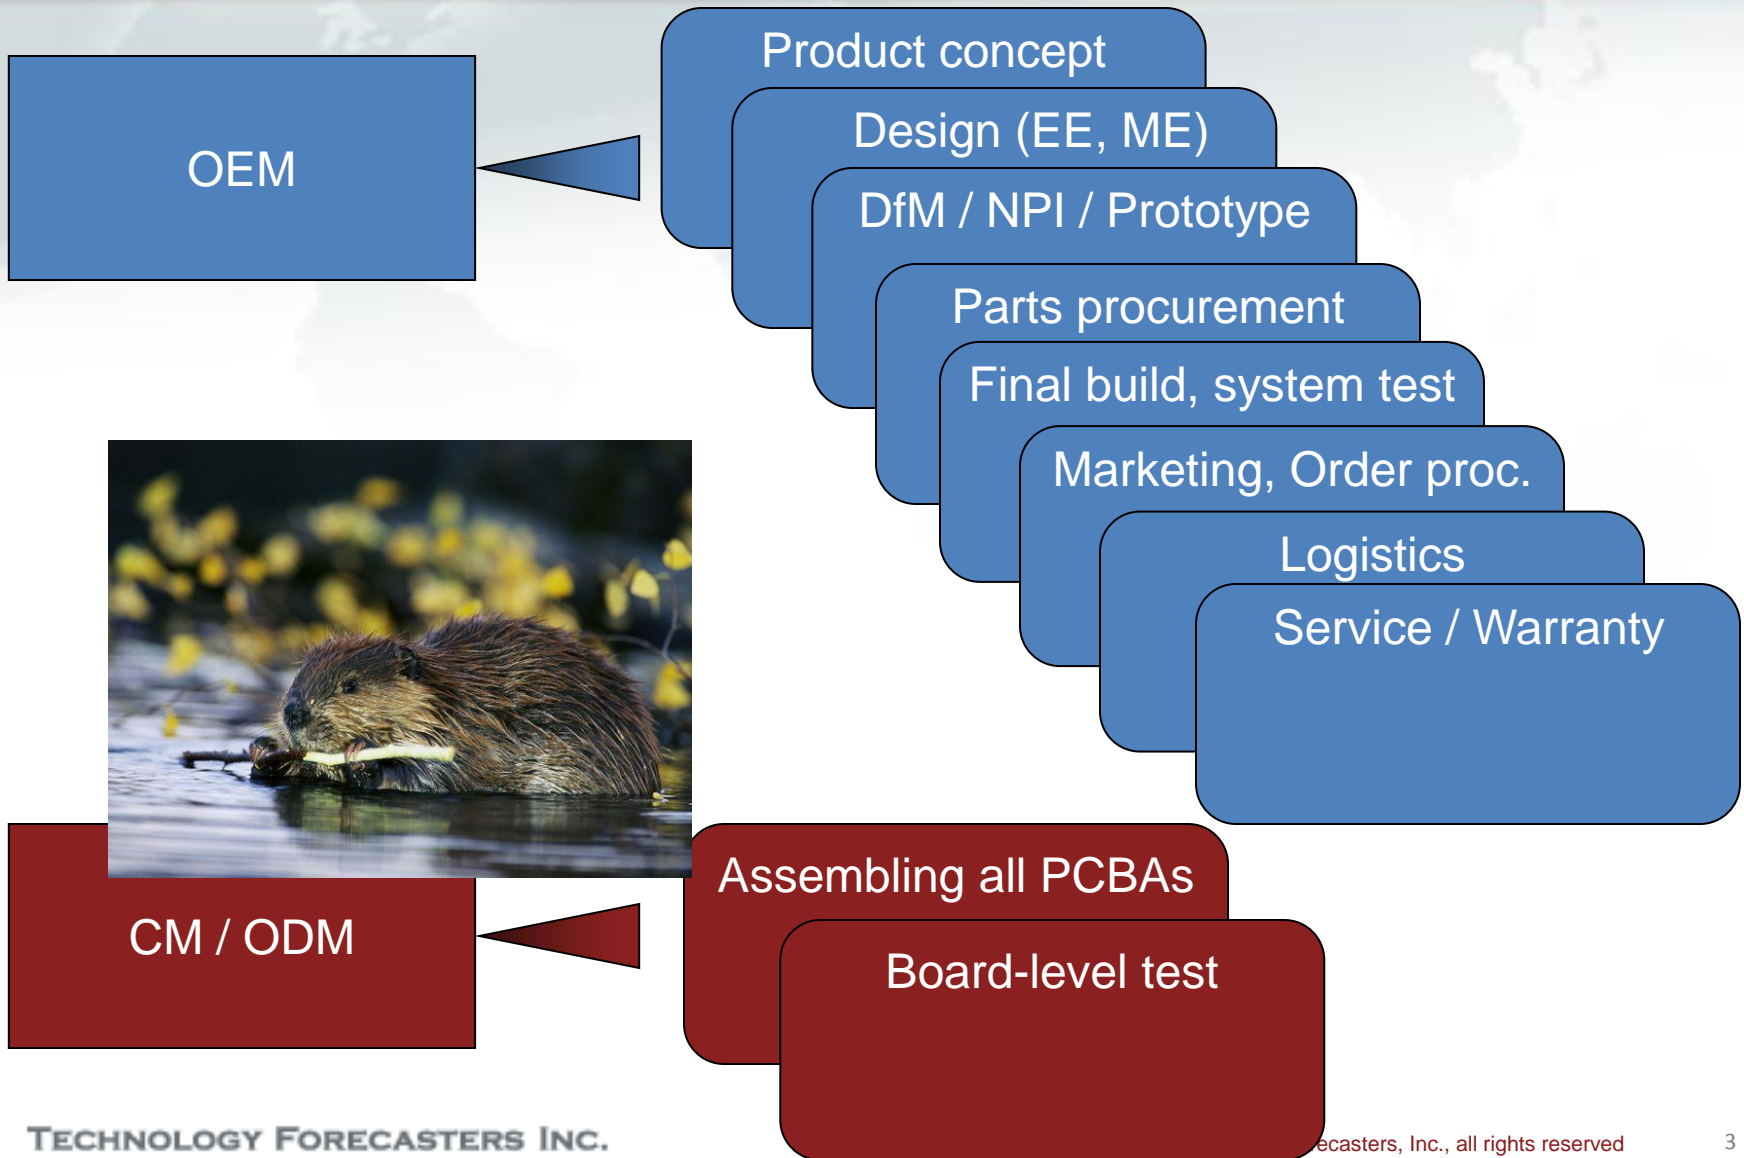 Product concept
Design (EE, ME)
OEM
DfM / NPI / Prototype
Parts procurement
Final build, system test
Marketing, Order proc.
Logistics
Service / Warranty
Assembling all PCBAs
CM / ODM
Board-level test
TECHNOLOGY FORECASTERS INC.
Inc., all rights reserved
3